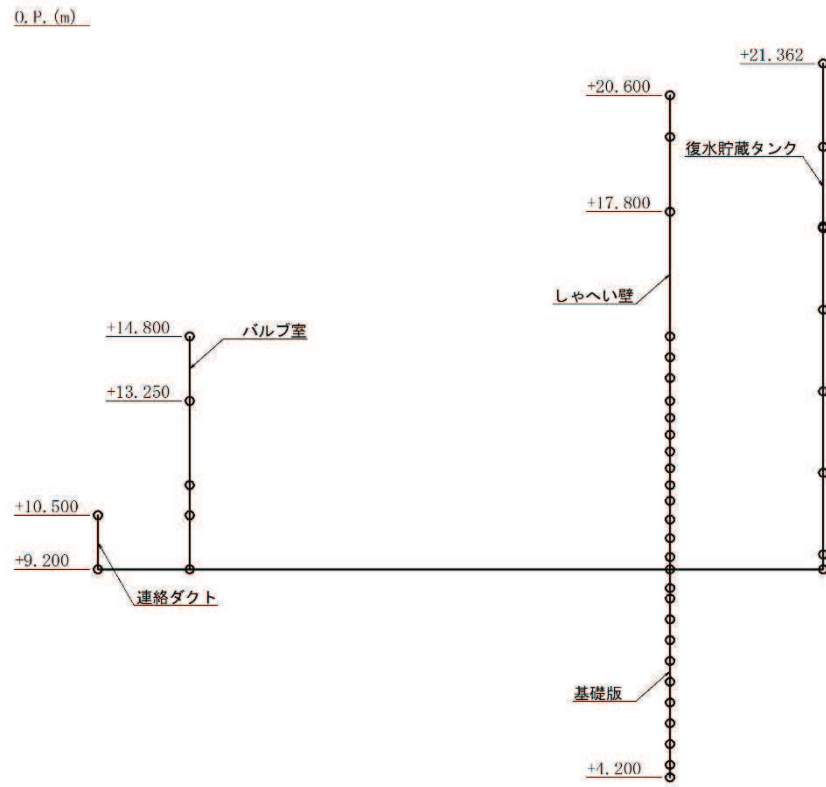 O.P.(m)
+21.362
+20.600
復水貯蔵タンク
+17.800
しゃへい壁
+14.800
バルブ室
+13.250
+10.500
+9.200
連絡ダクト
基礎版
+4.200